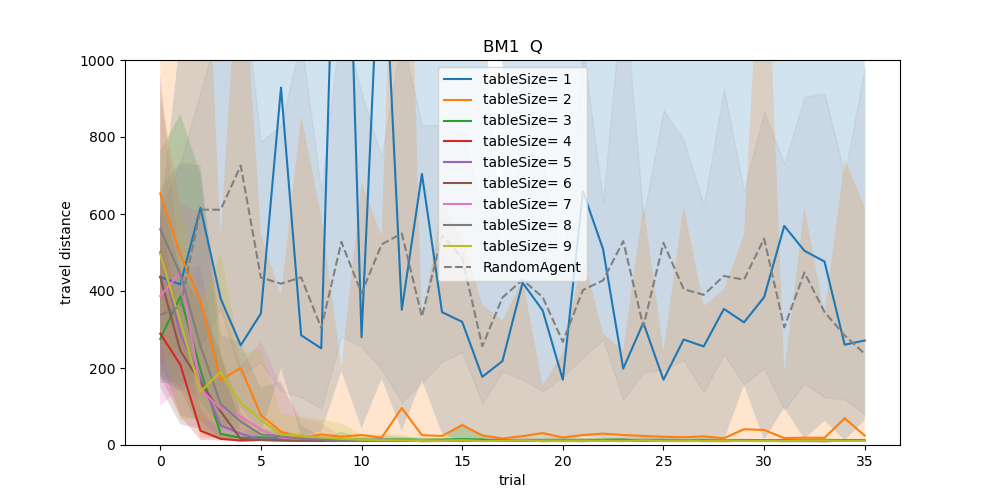 BM1  Q
1000
800
600
400
200
0
travel distance
tableSize= 1
tableSize= 2
tableSize= 3
tableSize= 4
tableSize= 5
tableSize= 6
tableSize= 7
tableSize= 8
tableSize= 9
RandomAgent
0 5 10 15 20 25 30 35
trial